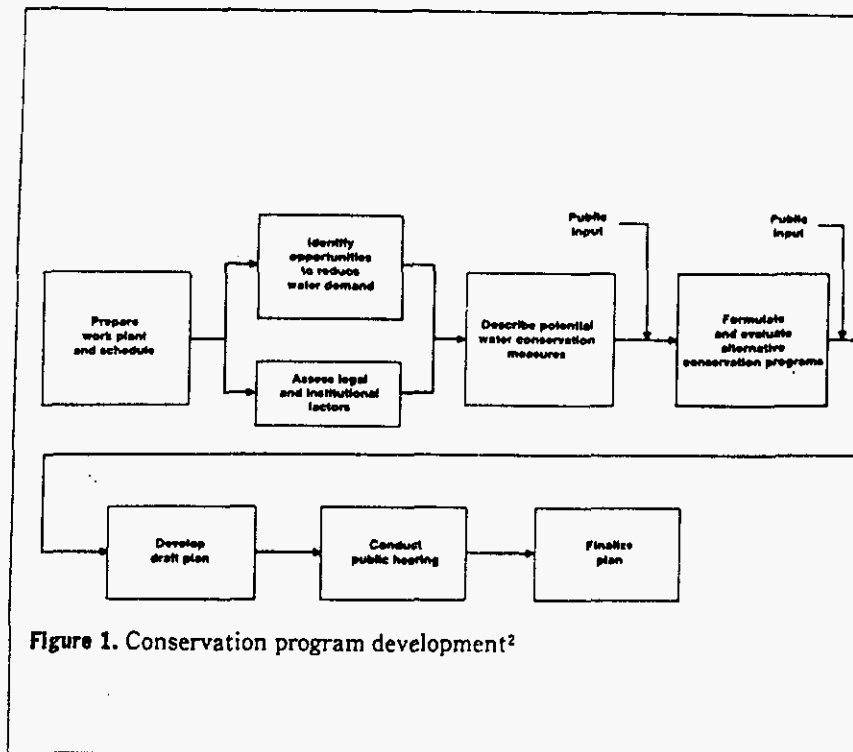 Public
Input
Public
Input
Identify
opportunities
to reduce
water demand
Prepare
work plant
and schedule
Describe potential
water conservation
measures
Formulate
and evaluate
alternative
conservation programs
Assess legal
and institutional
factors
Develop
draft plan
Conduct
public hearing
Finalize
plan
Figure 1. Conservation program development²